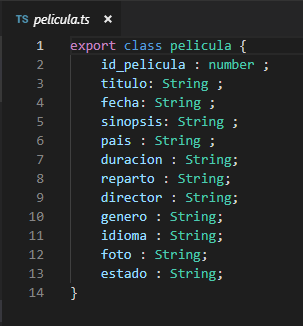 TS pelicula.ts ×
1 export class pelicula {
2 id_pelicula : number ;
3 titulo: String ;
4 fecha: String ;
5 sinopsis: String ;
6 pais : String ;
7 duracion : String;
8 reparto : String;
9 director : String;
10 genero : String;
11 idioma : String;
12 foto : String;
13 estado : String;
14 }